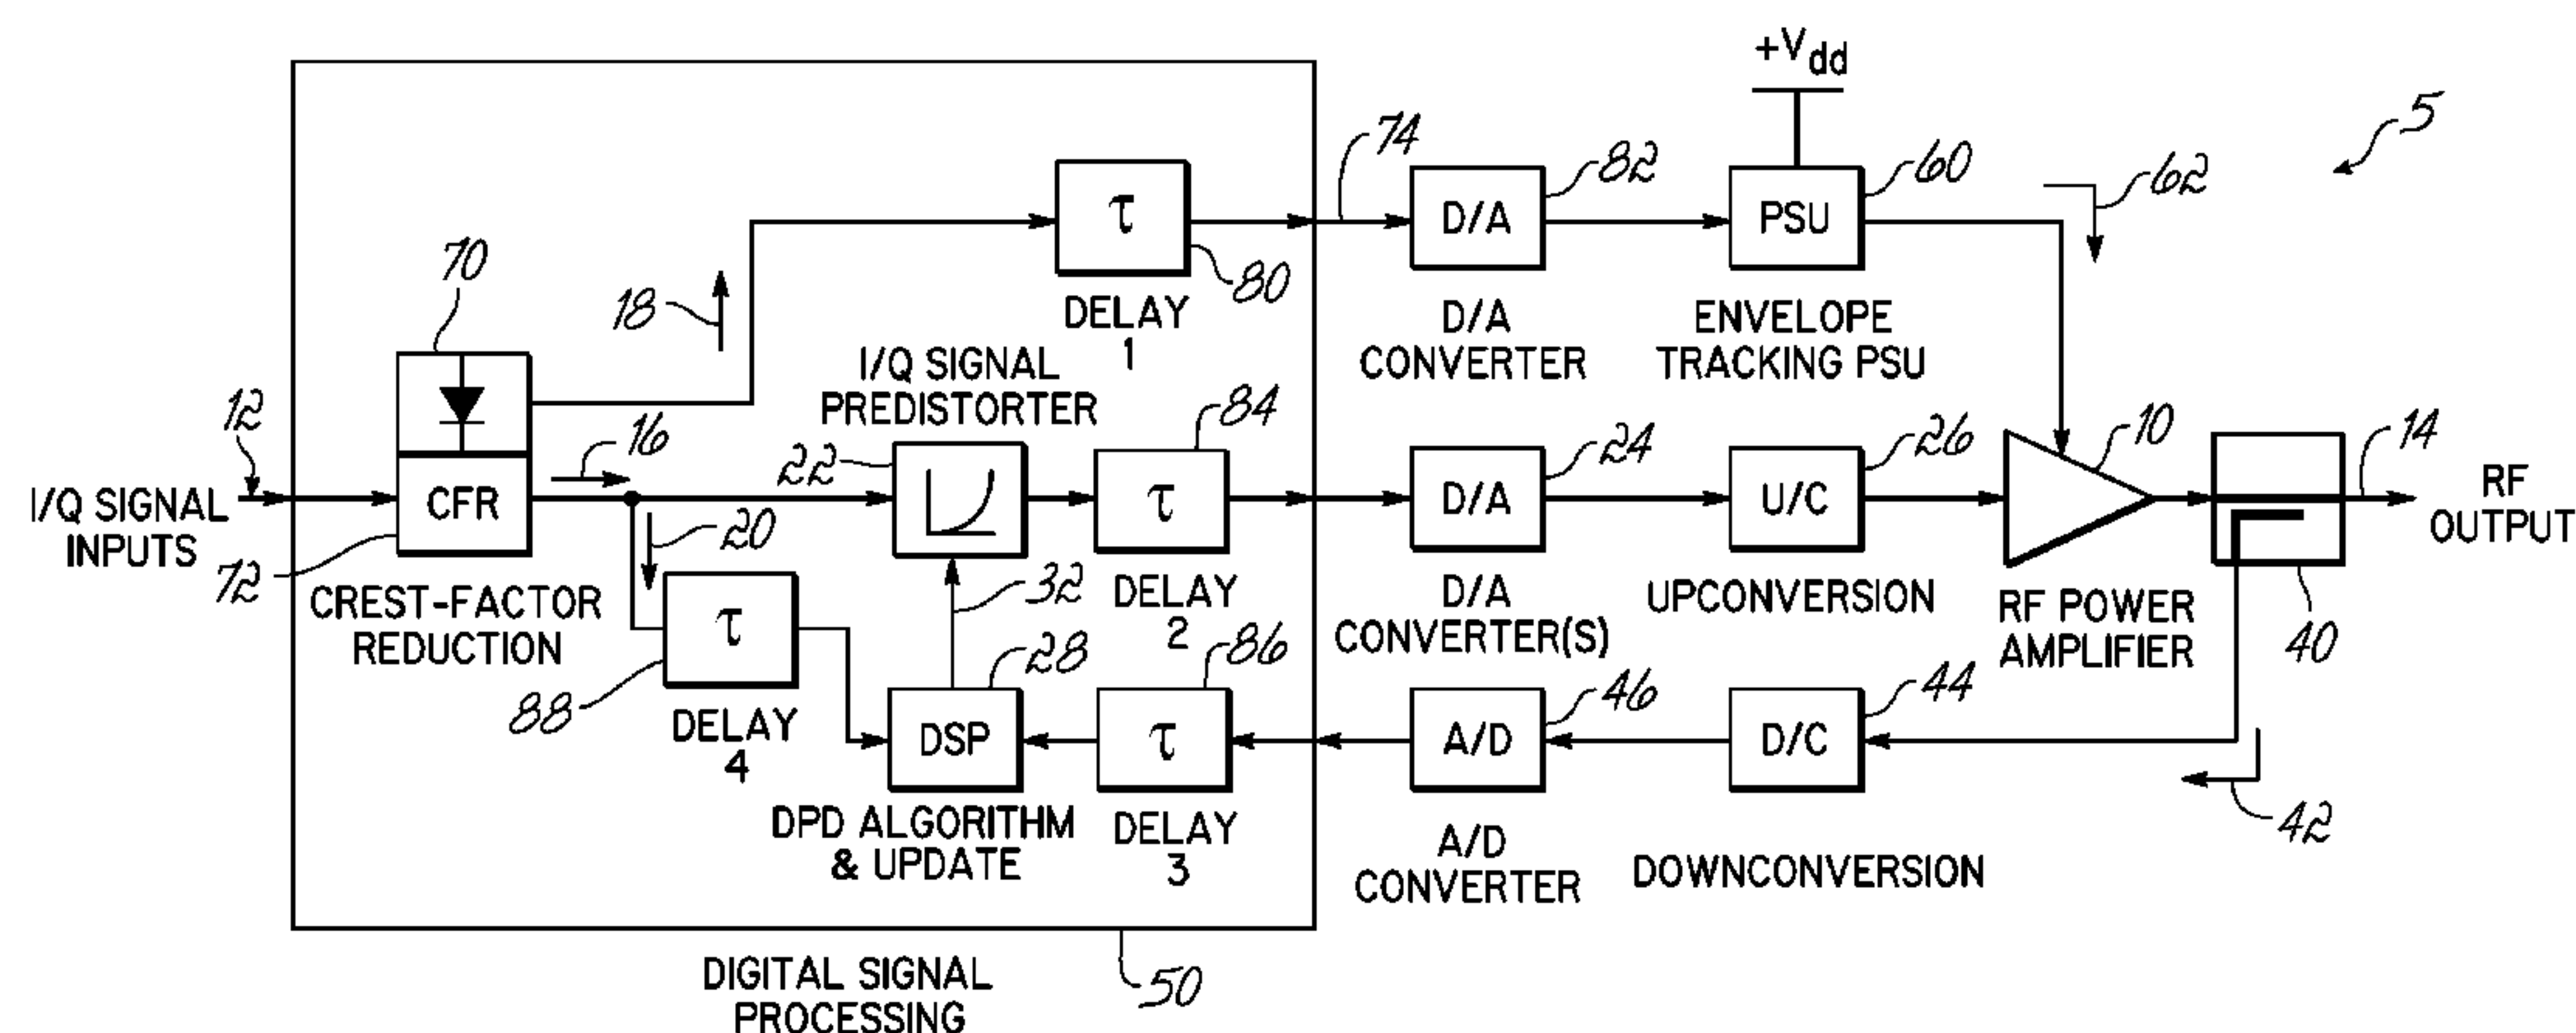 +Vdd
5
74
82
60
62
τ
D/A
PSU
70
80
18
DELAY
1
D/A
CONVERTER
ENVELOPE
TRACKING PSU
I/Q SIGNAL
PREDISTORTER
12
16
22
84
24
26
10
14
I/Q SIGNAL
INPUTS
CFR
τ
D/A
U/C
RF
OUTPUT
72
20
CREST-FACTOR
REDUCTION
32
DELAY
2
D/A
CONVERTER(S)
UPCONVERSION
RF POWER
AMPLIFIER
40
τ
88
28
86
46
44
DELAY
4
DSP
τ
A/D
D/C
42
DPD ALGORITHM
& UPDATE
DELAY
3
A/D
CONVERTER
DOWNCONVERSION
DIGITAL SIGNAL
PROCESSING
50